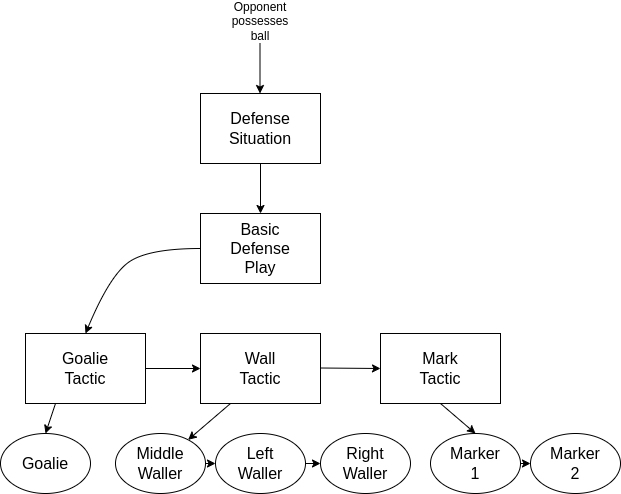 Opponent
possesses
ball
Defense
Situation
Basic
Defense
Play
Goalie
Tactic
Wall
Tactic
Mark
Tactic
Goalie
Middle
Waller
Left
Waller
Right
Waller
Marker
1
Marker
2